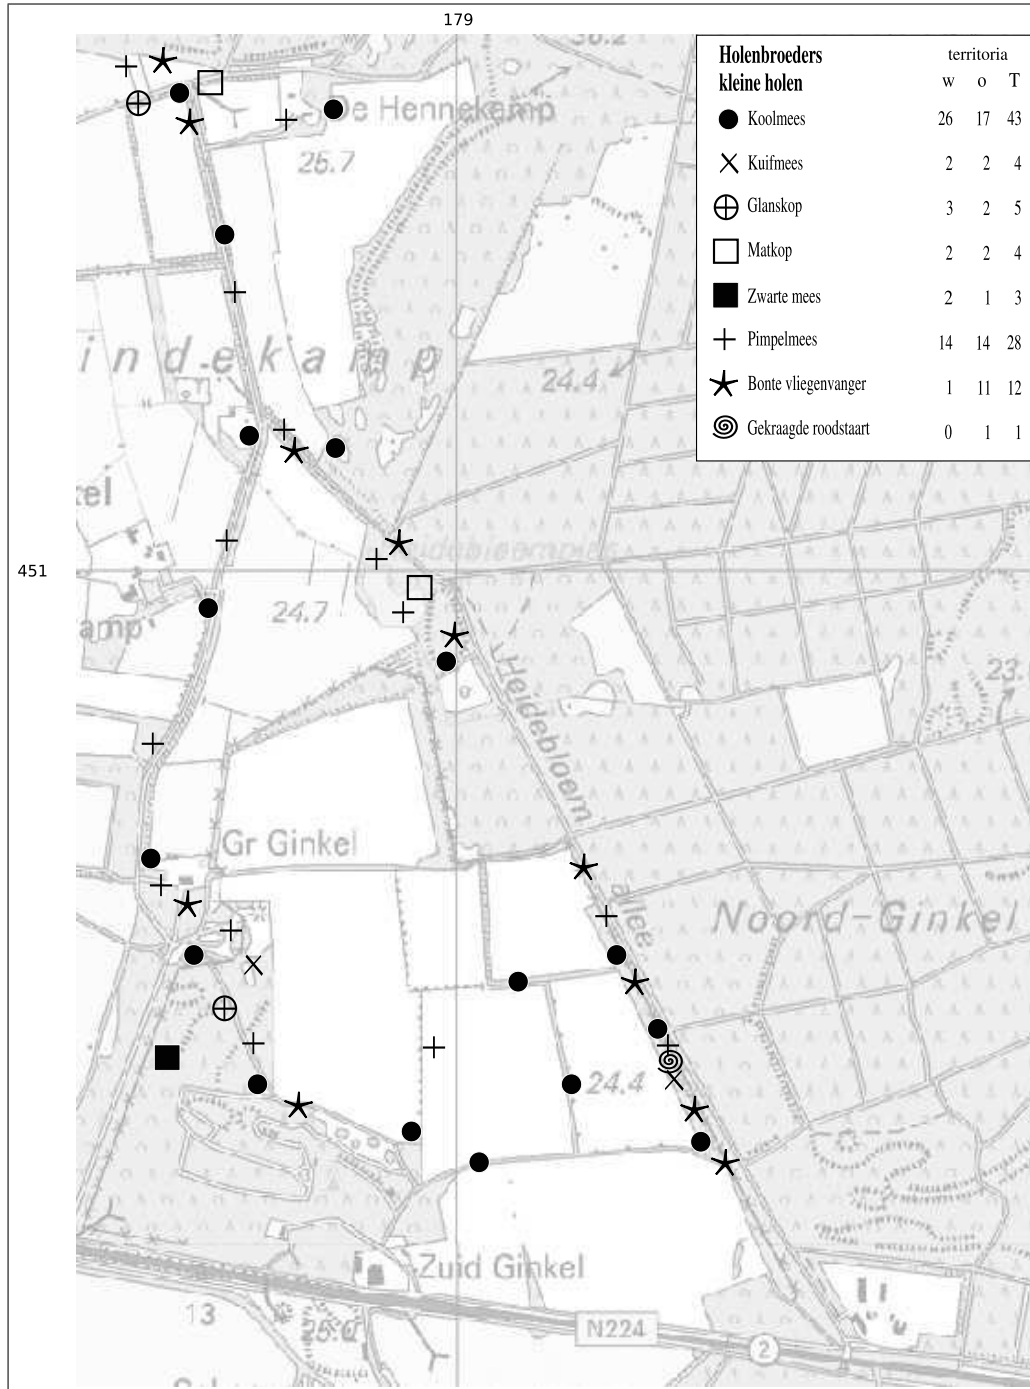 179
Holenbroeders territoria
kleine holen w o T
Koolmees 26 17 43
Kuifmees 2 2 4
Glanskop 3 2 5
Matkop 2 2 4
Zwarte mees 2 1 3
Pimpelmees 14 14 28
Bonte vliegenvanger 1 11 12
Gekraagde roodstaart 0 1 1
De Hennekamp
indekamp
24.4
451
24.7
amp
23.
Heidebloem
allee
Gr Ginkel
Noord-Ginkel
24.4
Zuid Ginkel
13
N224
2